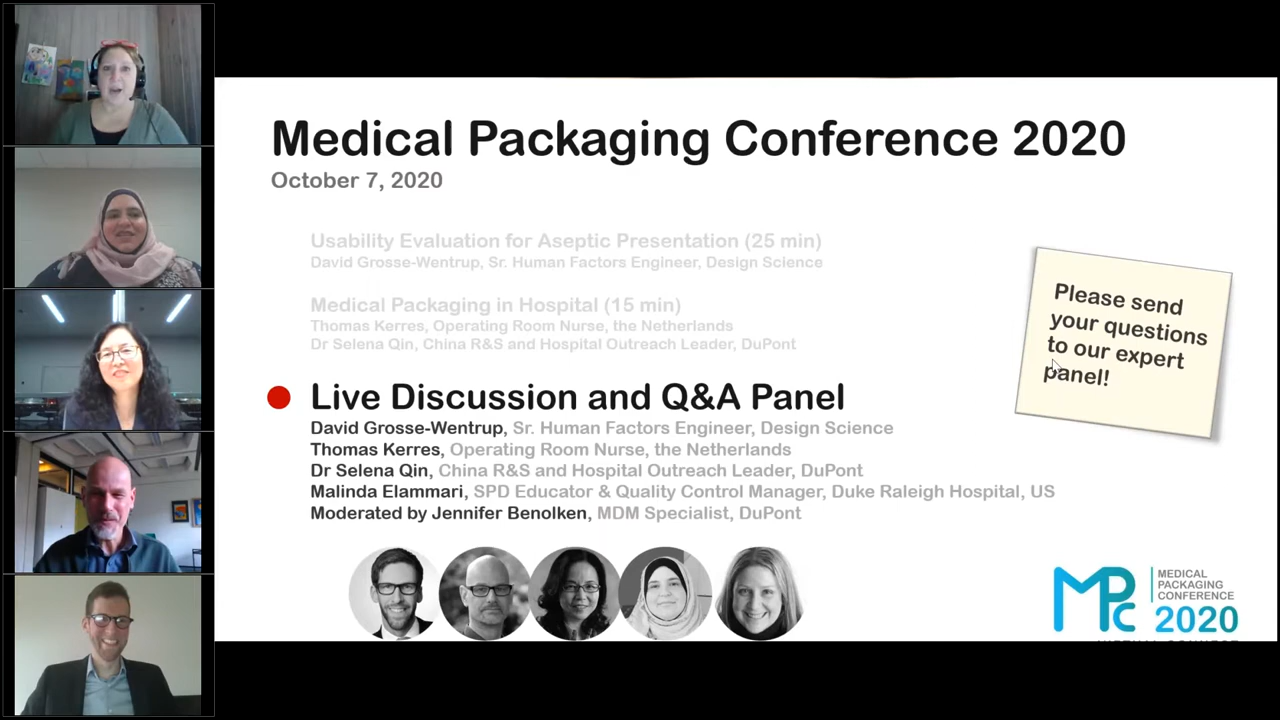 Medical Packaging Conference 2020
October 7, 2020
Usability Evaluation for Aseptic Presentation (25 min)
David Grosse-Wentrup, Sr. Human Factors Engineer, Design Science
Medical Packaging in Hospital (15 min)
Thomas Kerres, Operating Room Nurse, the Netherlands
Dr Selena Qin, China R&S and Hospital Outreach Leader, DuPont
Live Discussion and Q&A Panel
David Grosse-Wentrup, Sr. Human Factors Engineer, Design Science
Thomas Kerres, Operating Room Nurse, the Netherlands
Dr Selena Qin, China R&S and Hospital Outreach Leader, DuPont
Malinda Elammari, SPD Educator & Quality Control Manager, Duke Raleigh Hospital, US
Moderated by Jennifer Benolken, MDM Specialist, DuPont
Please send
your questions
to our expert
panel!
MPc
MEDICAL
PACKAGING
CONFERENCE
2020